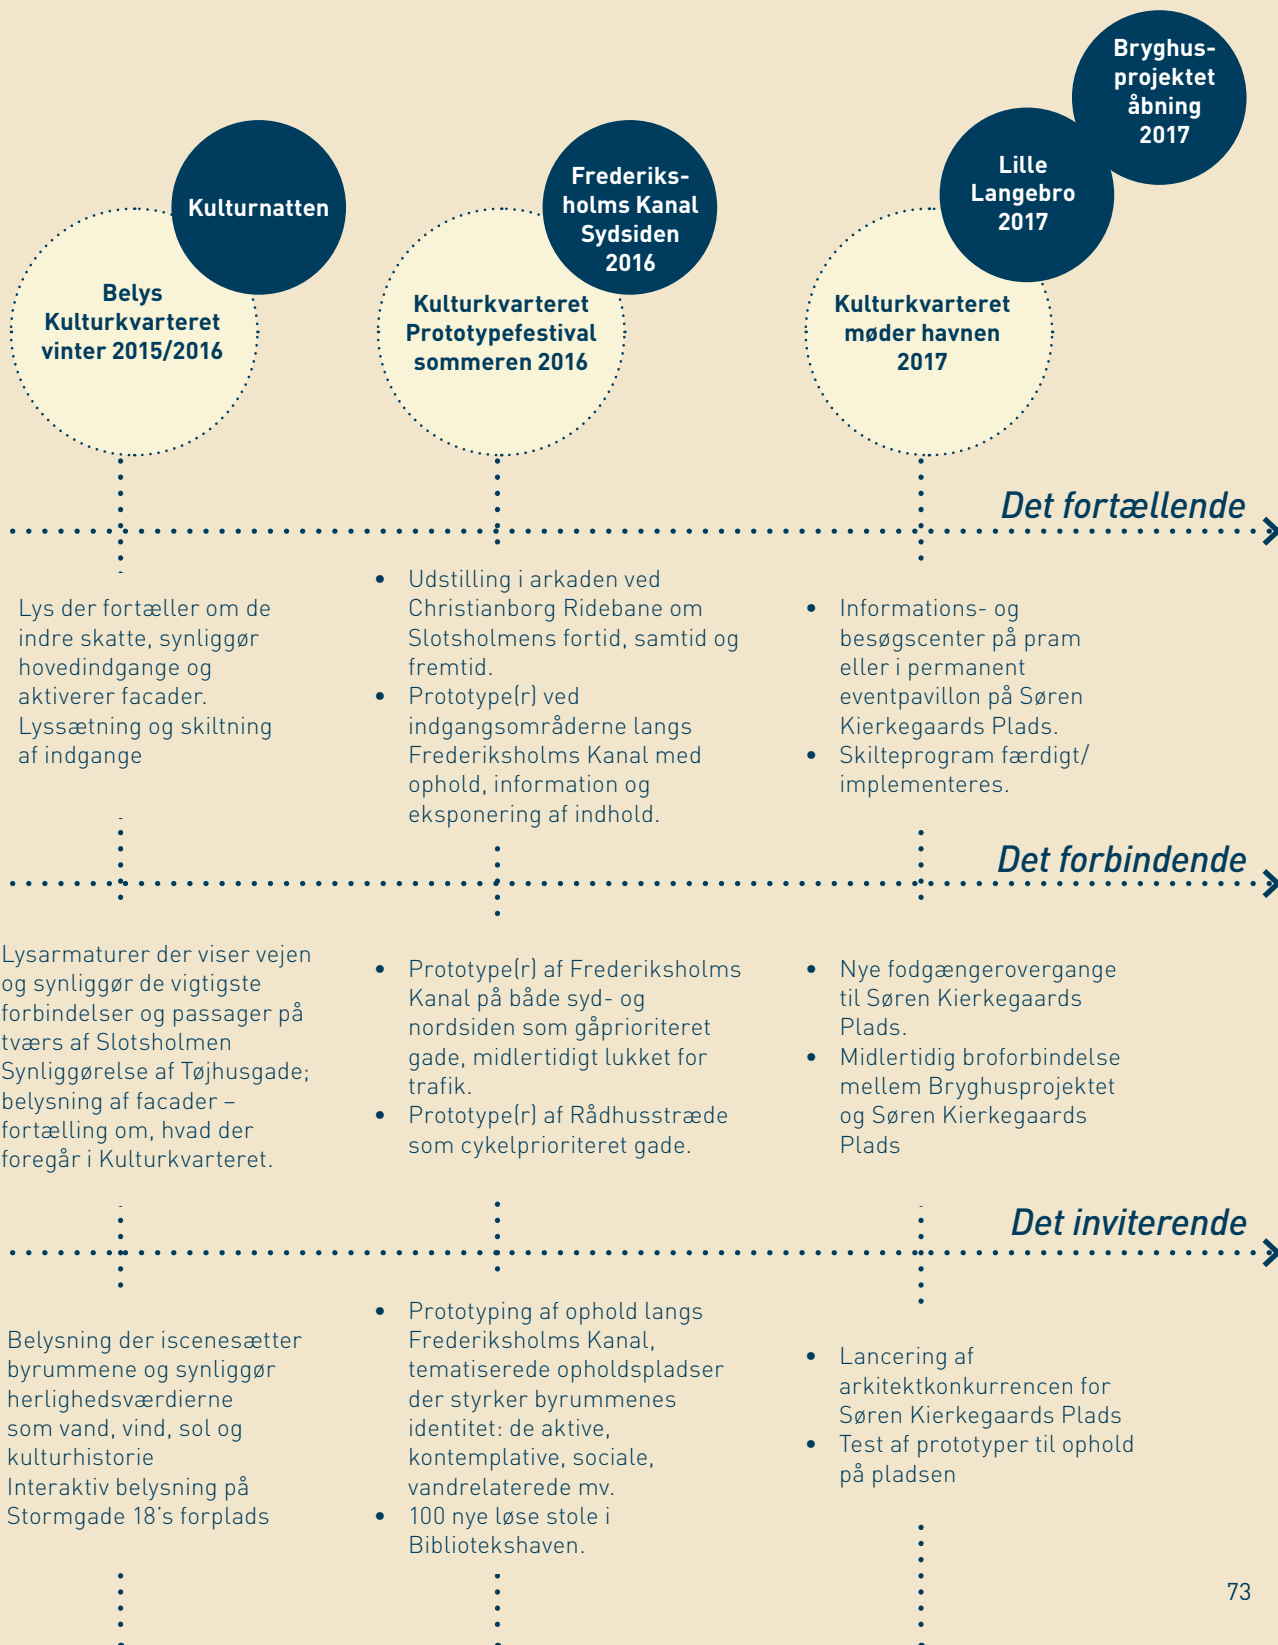 Bryghus-
projektet
åbning
2017
Lille
Langebro
2017
Frederiks-
holms Kanal
Sydsiden
2016
Kulturnatten
Belys
Kulturkvarteret
vinter 2015/2016
Kulturkvarteret
Prototypefestival
sommeren 2016
Kulturkvarteret
møder havnen
2017
Det fortællende
Lys der fortæller om de
indre skatte, synliggør
hovedindgange og
aktiverer facader.
Lyssætning og skiltning
af indgange
• Udstilling i arkaden ved
Christianborg Ridebane om
Slotsholmens fortid, samtid og
fremtid.
• Prototype(r) ved
indgangsområderne langs
Frederiksholms Kanal med
ophold, information og
eksponering af indhold.
• Informations- og
besøgscenter på pram
eller i permanent
eventpavillon på Søren
Kierkegaards Plads.
• Skilteprogram færdigt/
implementeres.
Det forbindende
Lysarmaturer der viser vejen
og synliggør de vigtigste
forbindelser og passager på
tværs af Slotsholmen
Synliggørelse af Tøjhusgade;
belysning af facader –
fortælling om, hvad der
foregår i Kulturkvarteret.
• Prototype(r) af Frederiksholms
Kanal på både syd- og
nordsiden som gåprioriteret
gade, midlertidigt lukket for
trafik.
• Prototype(r) af Rådhusstræde
som cykelprioriteret gade.
• Nye fodgængerovergange
til Søren Kierkegaards
Plads.
• Midlertidig broforbindelse
mellem Bryghusprojektet
og Søren Kierkegaards
Plads
Det inviterende
Belysning der iscenesætter
byrummene og synliggør
herlighedsværdierne
som vand, vind, sol og
kulturhistorie
Interaktiv belysning på
Stormgade 18's forplads
• Prototyping af ophold langs
Frederiksholms Kanal,
tematiserede opholdspladser
der styrker byrummenes
identitet: de aktive,
kontemplative, sociale,
vandrelaterede mv.
• 100 nye løse stole i
Bibliotekshaven.
• Lancering af
arkitektkonkurrencen for
Søren Kierkegaards Plads
• Test af prototyper til ophold
på pladsen
73